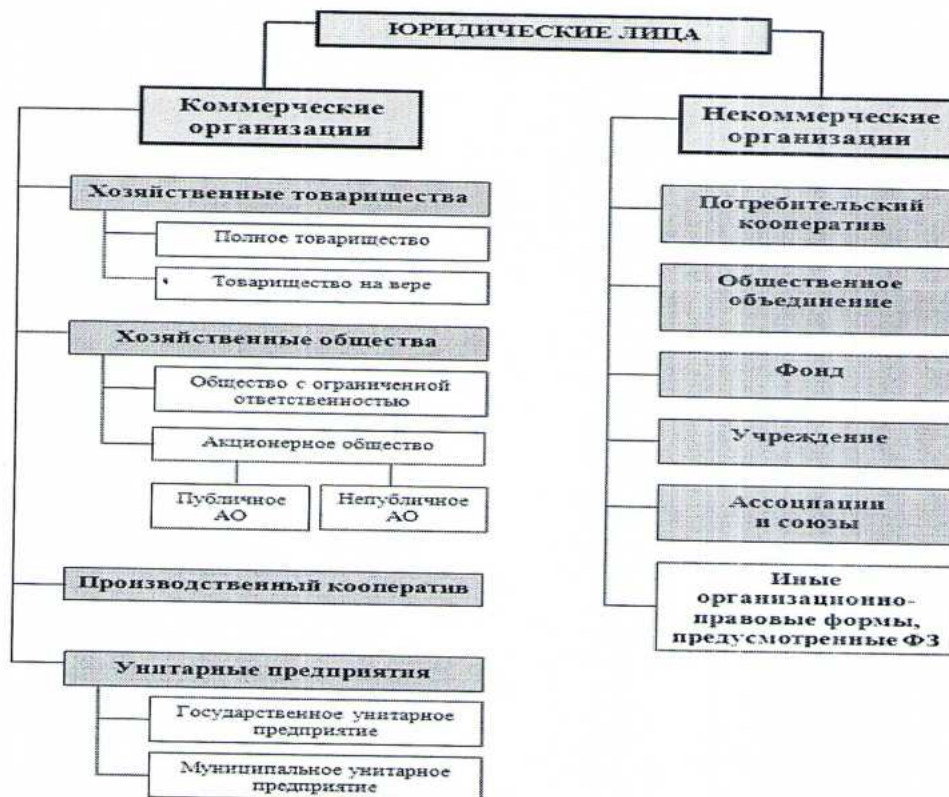 ЮРИДИЧЕСКИЕ ЛИЦА
Коммерческие
организации
Хозяйственные товарищества
Полное товарищество
Товарищество на вере
Хозяйственные общества
Общество с ограниченной
ответственностью
Акционерное общество
Публичное
АО
Непубличное
АО
Производственный кооператив
Унитарные предприятия
Государственное унитарное
предприятие
Муниципальное унитарное
предприятие
Некоммерческие
организации
Потребительский
кооператив
Общественное
объединение
Фонд
Учреждение
Ассоциации
и союзы
Иные
организационно-
правовые формы,
предусмотренные ФЗ